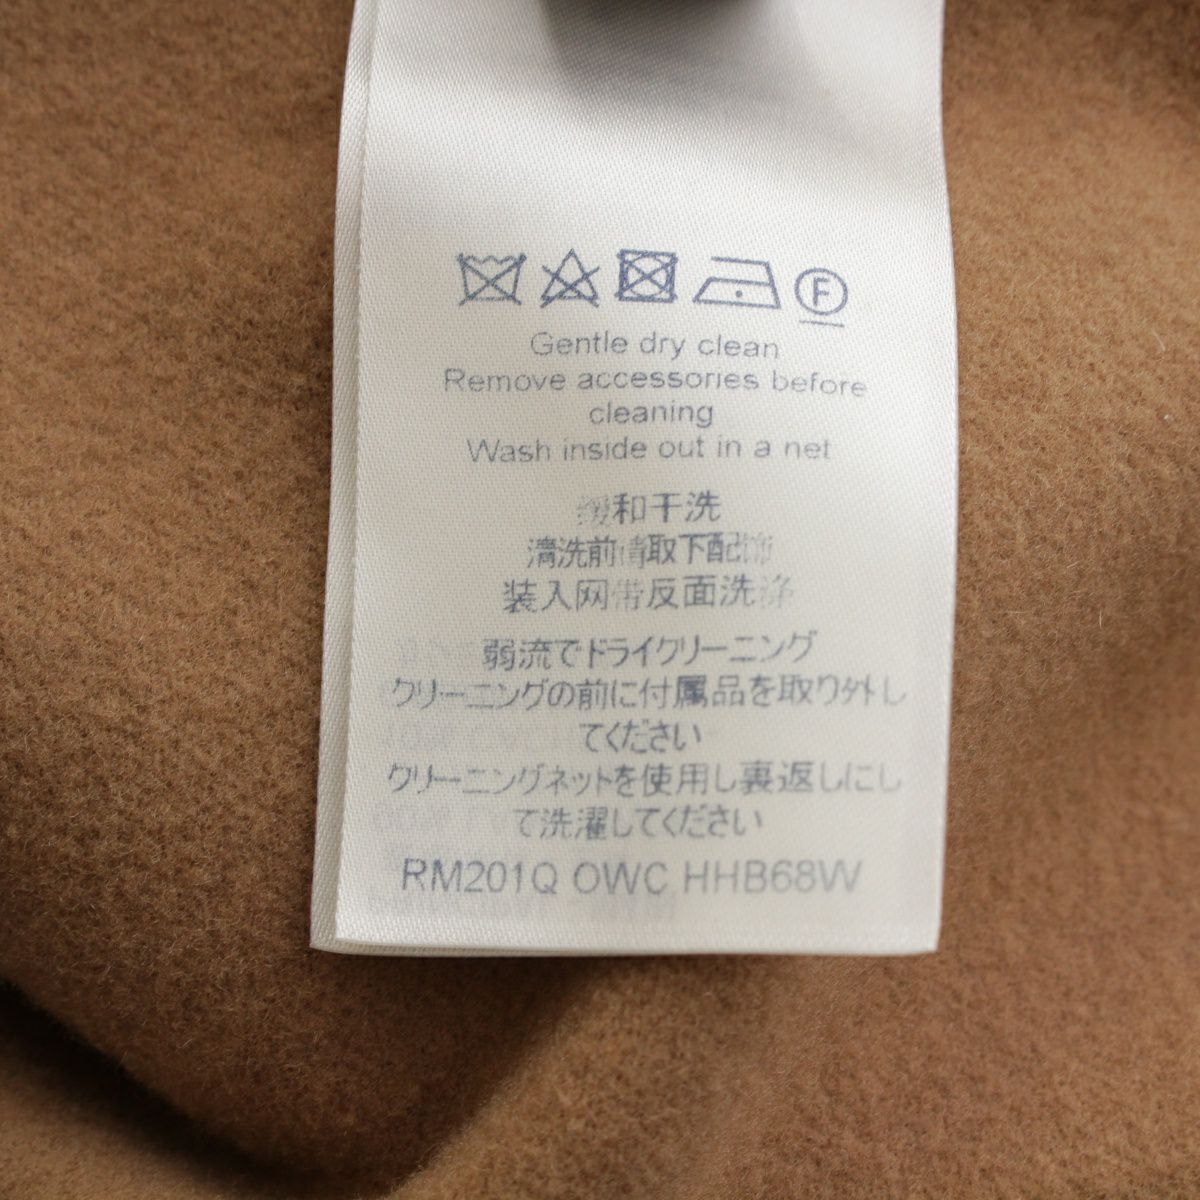 F
Gentle dry clean
Remove accessories before
cleaning
Wash inside out in a net
缓和干洗
清洗前请取下配饰
装入网带反面洗净
弱流でドライクリーニング
クリーニングの前に付属品を取り外し
てください
クリーニングネットを使用し裏返しにし
て洗濯してください
RM201Q OWC HHB68W